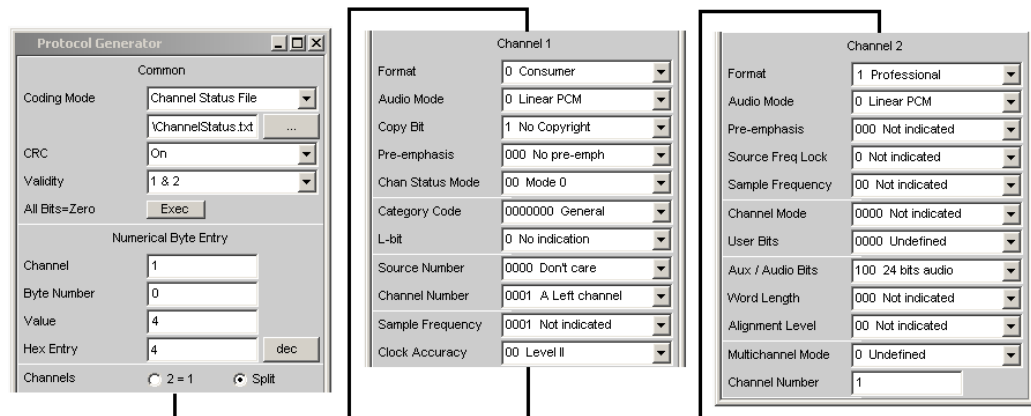 Protocol Generator
Common
Coding Mode Channel Status File
\ChannelStatus.txt ...
CRC On
Validity 1 & 2
All Bits=Zero Exec
Numerical Byte Entry
Channel 1
Byte Number 0
Value 4
Hex Entry 4 dec
Channels 2 = 1 Split
Channel 1
Format 0 Consumer
Audio Mode 0 Linear PCM
Copy Bit 1 No Copyright
Pre-emphasis 000 No pre-emph
Chan Status Mode 00 Mode 0
Category Code 0000000 General
L-bit 0 No indication
Source Number 0000 Don't care
Channel Number 0001 A Left channel
Sample Frequency 0001 Not indicated
Clock Accuracy 00 Level II
Channel 2
Format 1 Professional
Audio Mode 0 Linear PCM
Pre-emphasis 000 Not indicated
Source Freq Lock 0 Not indicated
Sample Frequency 00 Not indicated
Channel Mode 0000 Not indicated
User Bits 0000 Undefined
Aux / Audio Bits 100 24 bits audio
Word Length 000 Not indicated
Alignment Level 00 Not indicated
Multichannel Mode 0 Undefined
Channel Number 1